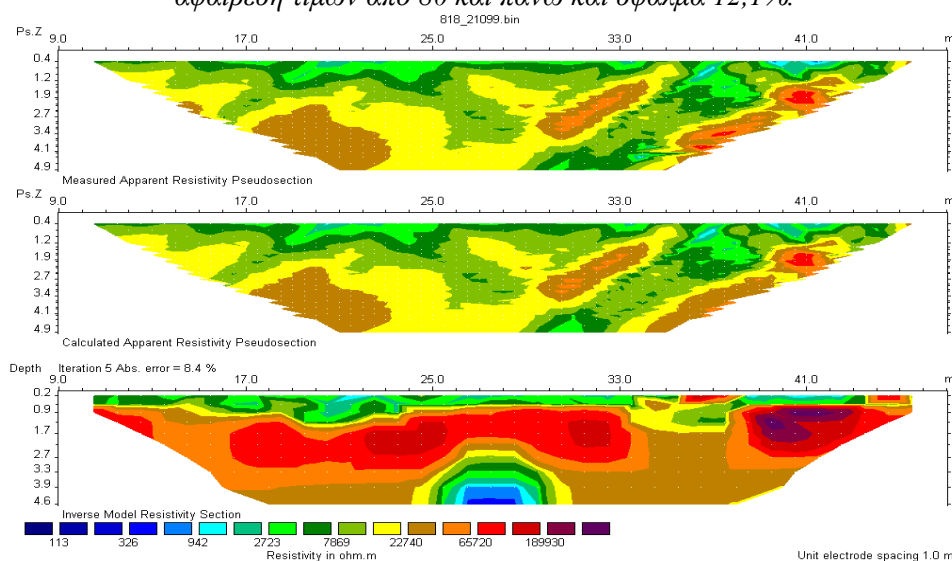 αφαίρεση τιμών από 80 και πάνω και σφάλμα 12,1%.
818_21099.bin
Ps.Z
9.0 17.0 25.0 33.0 41.0 m
0.4
1.2
1.9
2.7
3.4
4.1
4.9
Measured Apparent Resistivity Pseudosection
Ps.Z
9.0 17.0 25.0 33.0 41.0 m
0.4
1.2
1.9
2.7
3.4
4.1
4.9
Calculated Apparent Resistivity Pseudosection
Depth Iteration 5 Abs. error = 8.4 %
9.0 17.0 25.0 33.0 41.0 m
0.2
0.9
1.7
2.7
3.3
3.9
4.6
Inverse Model Resistivity Section
113 326 942 2723 7869 22740 65720 189930
Resistivity in ohm.m
Unit electrode spacing 1.0 m